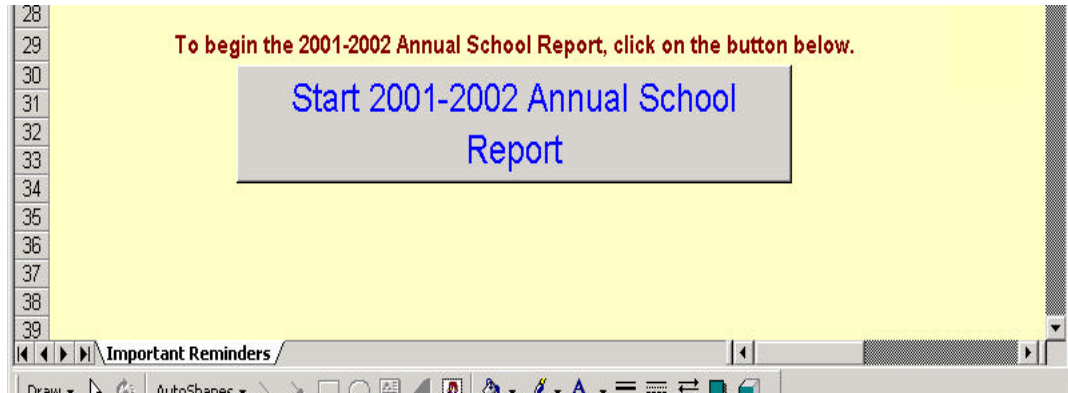 28
29 To begin the 2001-2002 Annual School Report, click on the button below.
30
31 Start 2001-2002 Annual School
32
Report
33
34
35
36
37
38
39
Important Reminders
Draw AutoShapes A